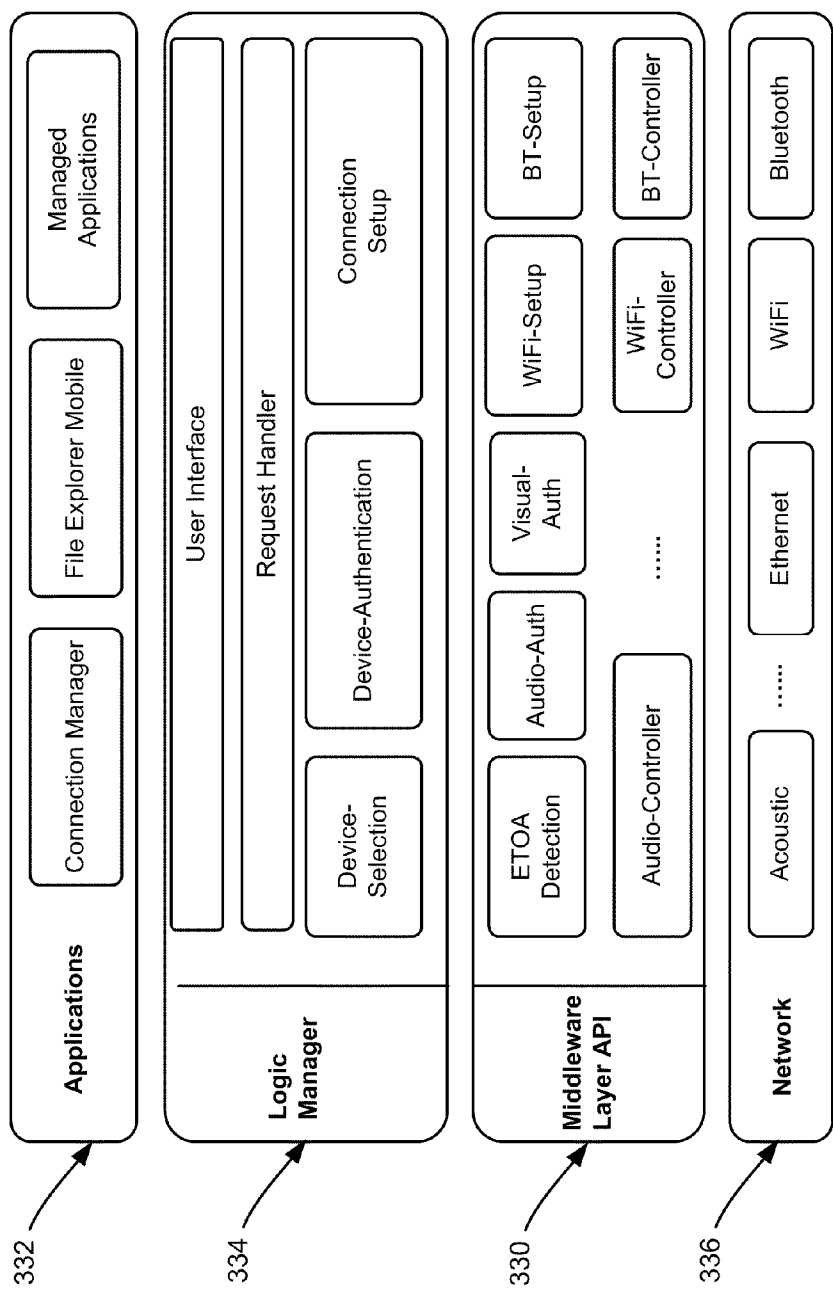 332
Applications
Connection Manager
File Explorer Mobile
Managed
Applications
334
Logic
Manager
User Interface
Request Handler
Device-
Selection
Device-Authentication
Connection
Setup
330
Middleware
Layer API
ETOA
Detection
Audio-Auth
Visual-
Auth
WiFi-Setup
BT-Setup
Audio-Controller
......
WiFi-
Controller
BT-Controller
336
Network
Acoustic
......
Ethernet
WiFi
Bluetooth